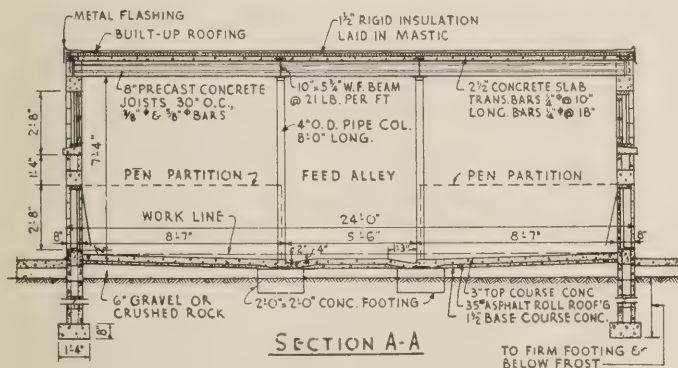 METAL FLASHING
BUILT-UP ROOFING
1½" RIGID INSULATION
LAID IN MASTIC
8" PRECAST CONCRETE
JOISTS 30" O.C.,
⅜"ϕ & ⅝"ϕ BARS
10"x5¾" W.F. BEAM
@ 21 LB. PER FT
2½" CONCRETE SLAB
TRANS. BARS ¼"ϕ@10"
LONG. BARS ¼"ϕ@18"
4" O.D. PIPE COL.
8'-0" LONG.
2'-8"
1'-4"
2'-8"
7'-4"
PEN PARTITION
FEED ALLEY
PEN PARTITION
WORK LINE
24'-0"
8"
8'-7"
5'-6"
8'-7"
8"
2"
4"
1'-3"
6" GRAVEL OR
CRUSHED ROCK
2'-0"x2'-0" CONC. FOOTING
3" TOP COURSE CONC
35# ASPHALT ROLL ROOF'G
1½" BASE COURSE CONC.
8"
1'-4"
SECTION A-A
TO FIRM FOOTING &
BELOW FROST